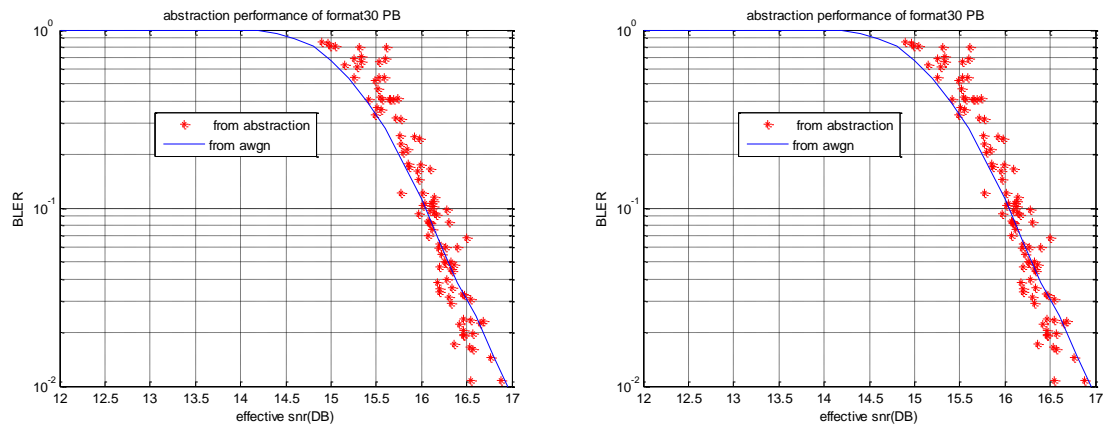 abstraction performance of format30 PB
10^0
10^-1
10^-2
BLER
from abstraction
from awgn
12 12.5 13 13.5 14 14.5 15 15.5 16 16.5 17
effective snr(DB)
abstraction performance of format30 PB
10^0
10^-1
10^-2
BLER
from abstraction
from awgn
12 12.5 13 13.5 14 14.5 15 15.5 16 16.5 17
effective snr(DB)